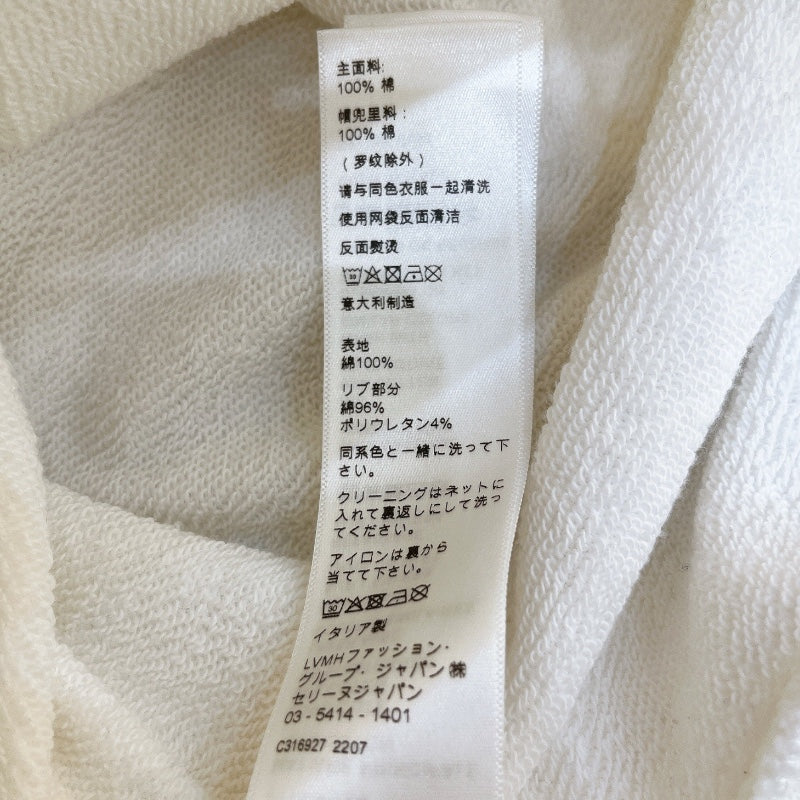 主面料:
100% 棉
帽兜里料:
100% 棉
(罗纹除外)
请与同色衣服一起清洗
使用网袋反面清洁
反面熨烫
30
意大利制造
表地
綿100%
リブ部分
綿96%
ポリウレタン4%
同系色と一緒に洗って下
さい。
クリーニングはネットに
入れて裏返しにして洗っ
てください。
アイロンは裏から
当てて下さい。
30
イタリア製
LVMHファッション・
グループ・ジャパン㈱
セリーヌジャパン
03-5414-1401
C316927 2207